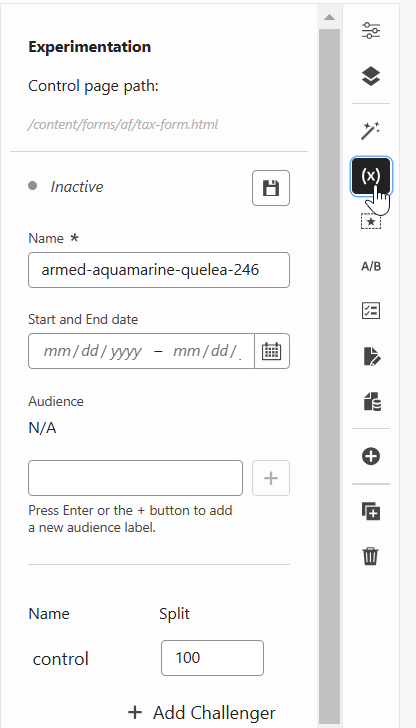 Experimentation
Control page path:
/content/forms/af/tax-form.html
Inactive
Name *
armed-aquamarine-quelea-246
Start and End date
mm/dd/yyyy – mm/dd/.
Audience
N/A
+
Press Enter or the + button to add
a new audience label.
Name Split
control 100
+ Add Challenger
(x)
A/B